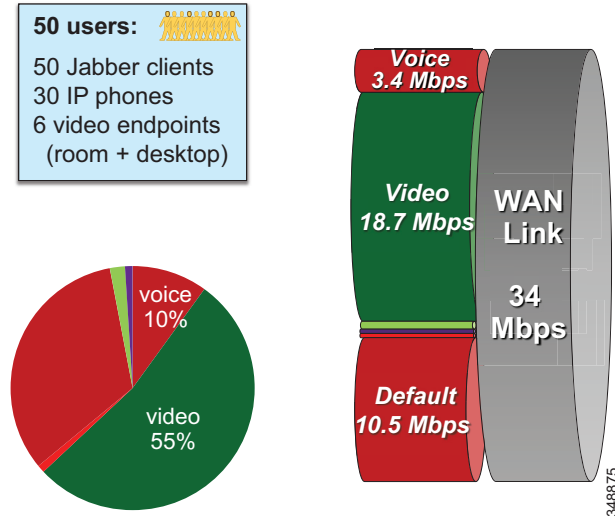 50 users:
50 Jabber clients
30 IP phones
6 video endpoints
(room + desktop)
voice
10%
video
55%
Voice
3.4 Mbps
Video
18.7 Mbps
Default
10.5 Mbps
WAN
Link
34
Mbps
348875